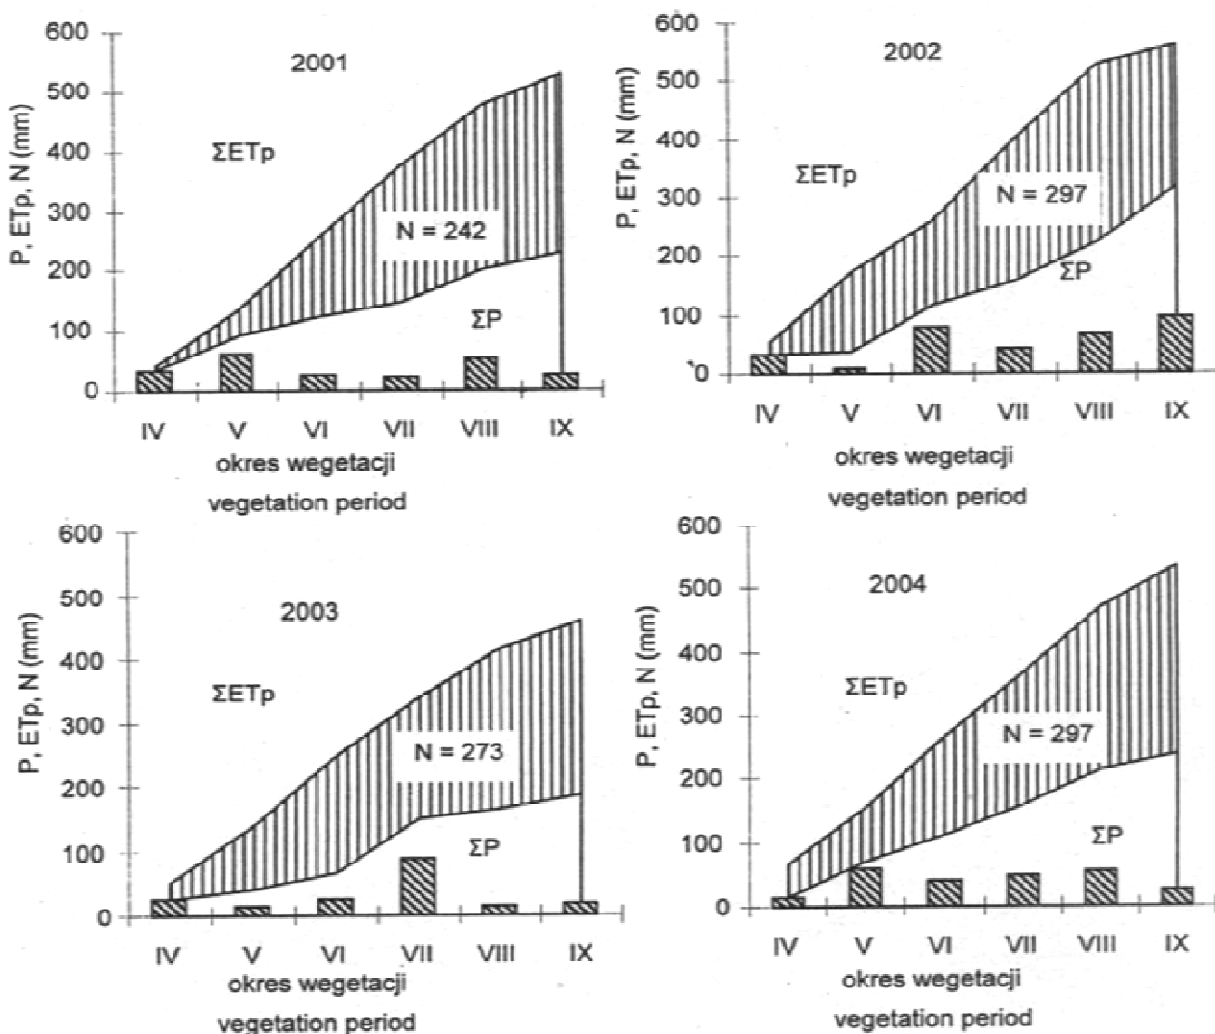 600
500
400
300
200
100
0
P, ETp, N (mm)
2001
ΣETp
N = 242
ΣP
IV V VI VII VIII IX
okres wegetacji
vegetation period
600
500
400
300
200
100
0
P, ETp, N (mm)
2002
ΣETp
N = 297
ΣP
IV V VI VII VIII IX
okres wegetacji
vegetation period
600
500
400
300
200
100
0
P, ETp, N (mm)
2003
ΣETp
N = 273
ΣP
IV V VI VII VIII IX
okres wegetacji
vegetation period
600
500
400
300
200
100
0
P, ETp, N (mm)
2004
ΣETp
N = 297
ΣP
IV V VI VII VIII IX
okres wegetacji
vegetation period